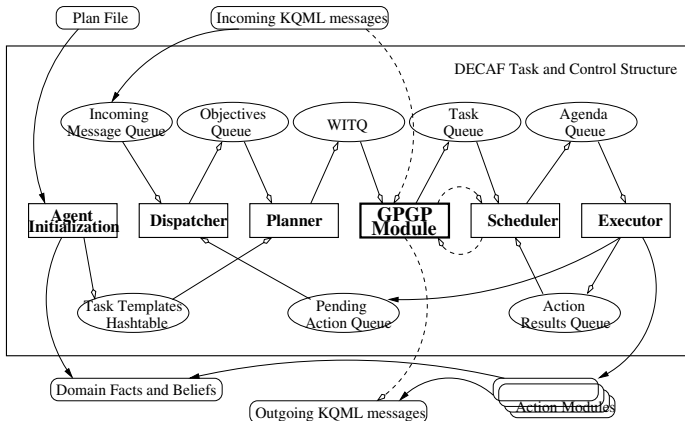 Plan File
Incoming KQML messages
DECAF Task and Control Structure
Incoming
Message Queue
Objectives
Queue
WITQ
Task
Queue
Agenda
Queue
Agent
Initialization
Dispatcher
Planner
GPGP
Module
Scheduler
Executor
Task Templates
Hashtable
Pending
Action Queue
Action
Results Queue
Domain Facts and Beliefs
Outgoing KQML messages
Action Modules